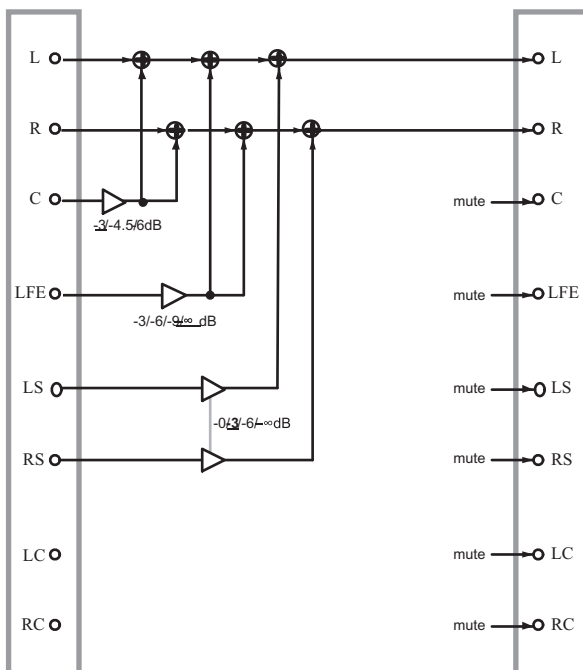 L
L
R
R
C
mute
C
-3/-4.5/6dB
LFE
mute
LFE
-3/-6/-9/-∞ dB
LS
mute
LS
-0/-3/-6/-∞dB
RS
mute
RS
LC
mute
LC
RC
mute
RC